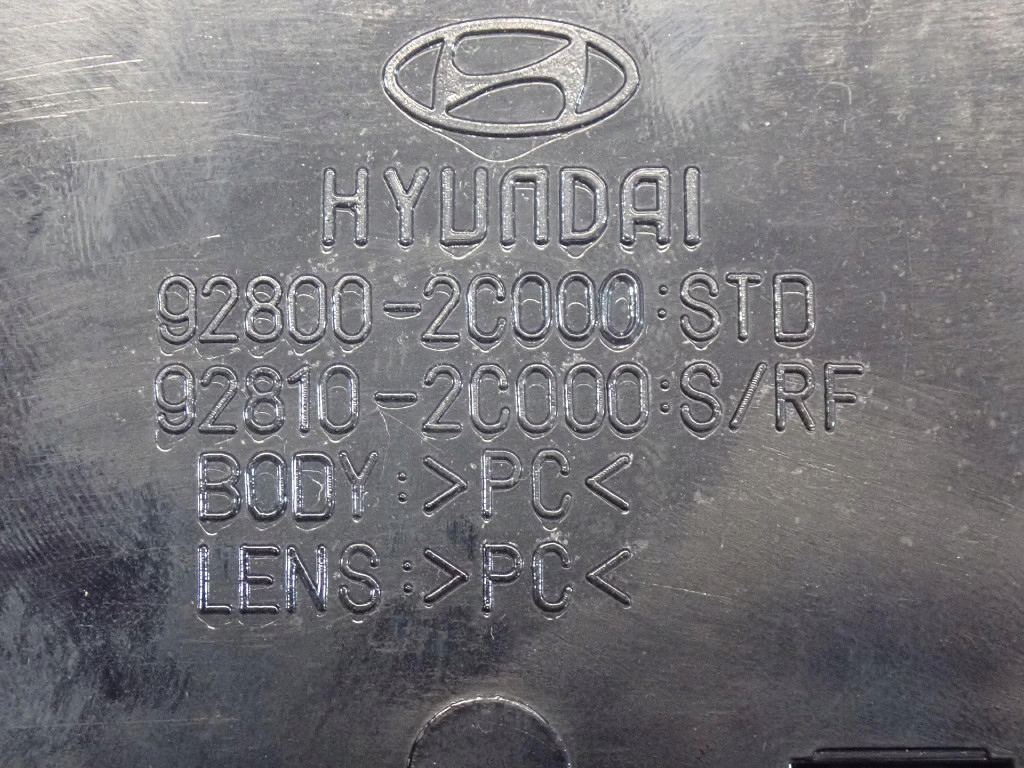 HYUNDAI
92800-2C000:STD
92810-2C000:S/RF
BODY:>PC<
LENS:>PC<